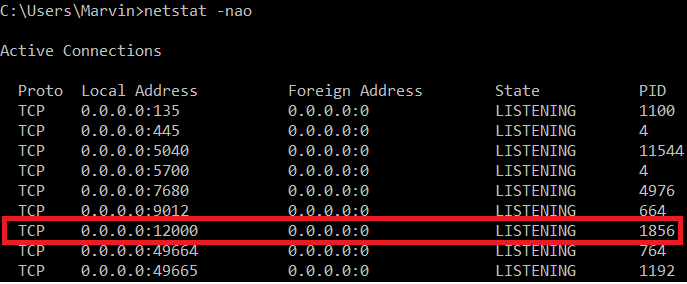 C:\Users\Marvin>netstat -nao
Active Connections
Proto Local Address Foreign Address State PID
TCP 0.0.0.0:135 0.0.0.0:0 LISTENING 1100
TCP 0.0.0.0:445 0.0.0.0:0 LISTENING 4
TCP 0.0.0.0:5040 0.0.0.0:0 LISTENING 11544
TCP 0.0.0.0:5700 0.0.0.0:0 LISTENING 4
TCP 0.0.0.0:7680 0.0.0.0:0 LISTENING 4976
TCP 0.0.0.0:9012 0.0.0.0:0 LISTENING 664
TCP 0.0.0.0:12000 0.0.0.0:0 LISTENING 1856
TCP 0.0.0.0:49664 0.0.0.0:0 LISTENING 764
TCP 0.0.0.0:49665 0.0.0.0:0 LISTENING 1192